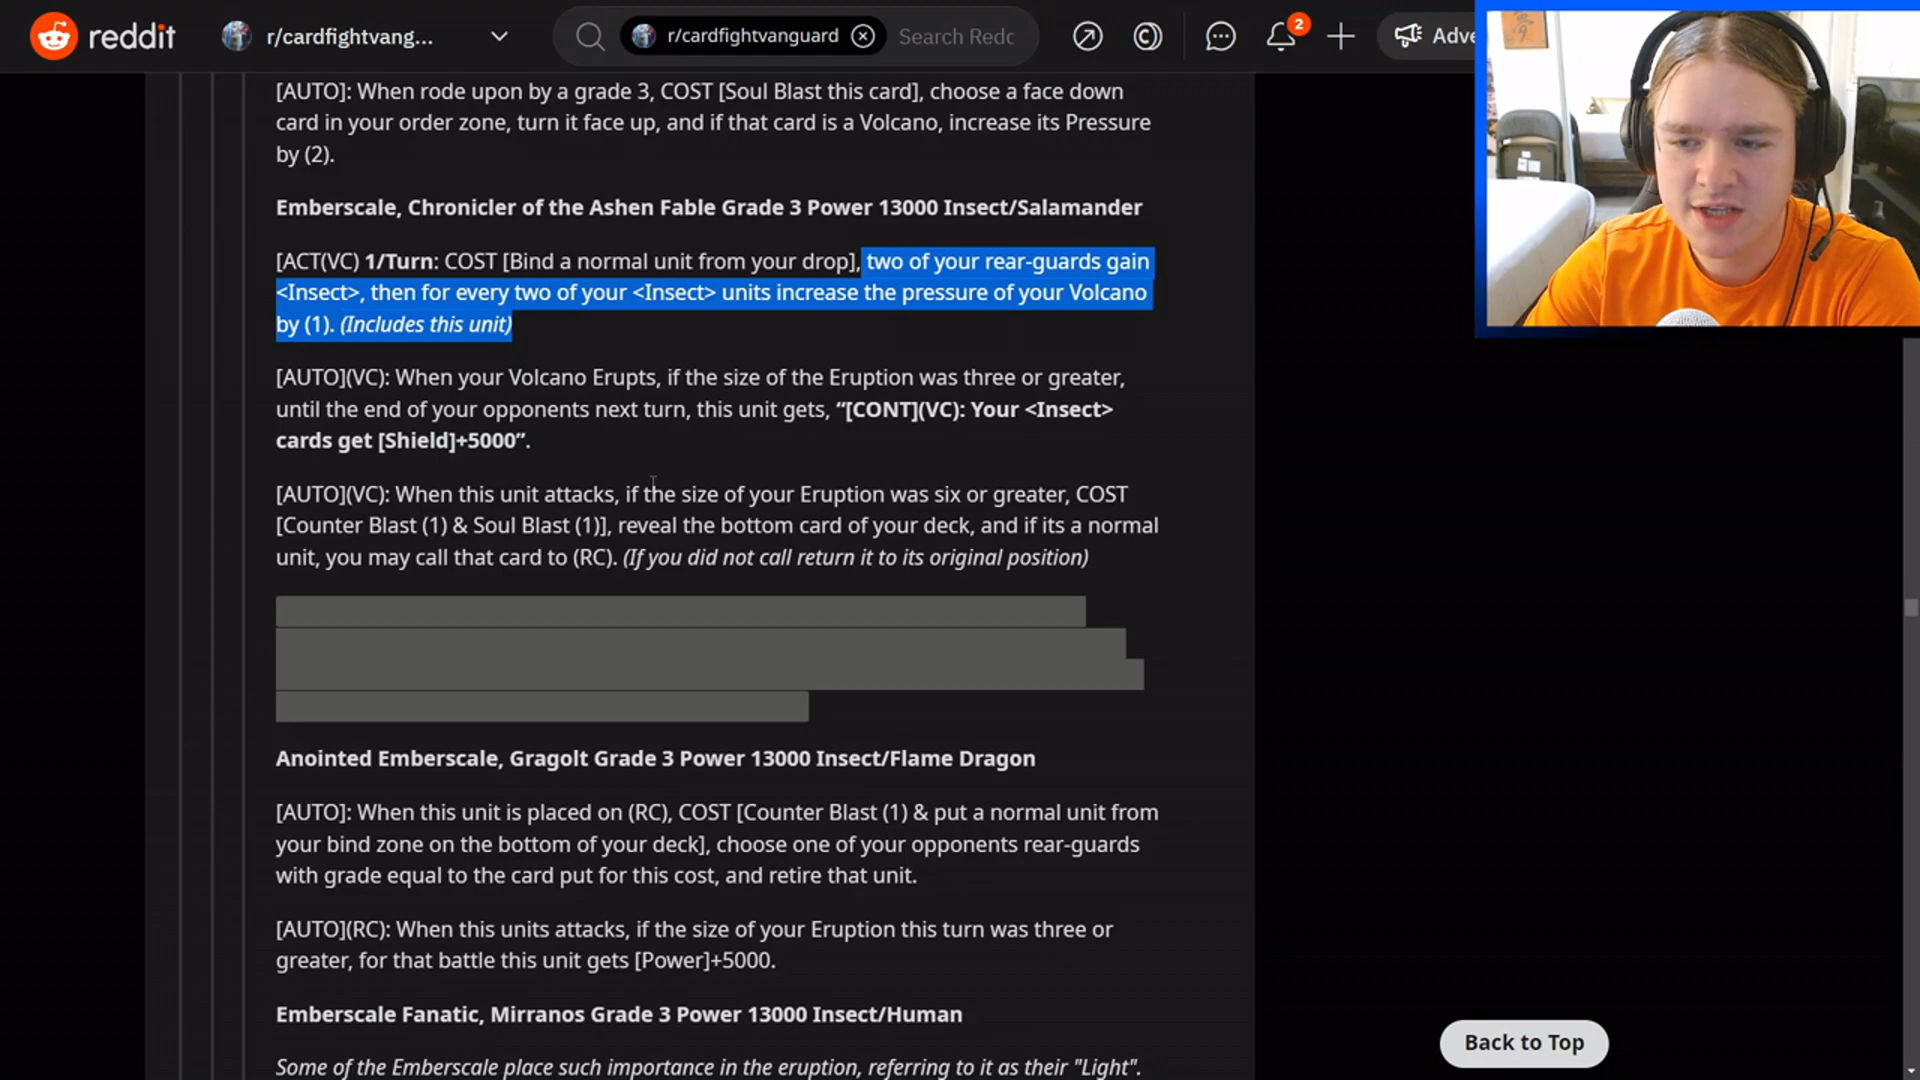 reddit
r/cardfightvang...
r/cardfightvanguard
Search Redc
2
Adve
[AUTO]: When rode upon by a grade 3, COST [Soul Blast this card], choose a face down
card in your order zone, turn it face up, and if that card is a Volcano, increase its Pressure
by (2).
Emberscale, Chronicler of the Ashen Fable Grade 3 Power 13000 Insect/Salamander
[ACT(VC) 1/Turn: COST [Bind a normal unit from your drop], two of your rear-guards gain
<Insect>, then for every two of your <Insect> units increase the pressure of your Volcano
by (1). (Includes this unit)
[AUTO](VC): When your Volcano Erupts, if the size of the Eruption was three or greater,
until the end of your opponents next turn, this unit gets, “[CONT](VC): Your <Insect>
cards get [Shield]+5000”.
[AUTO](VC): When this unit attacks, if the size of your Eruption was six or greater, COST
[Counter Blast (1) & Soul Blast (1)], reveal the bottom card of your deck, and if its a normal
unit, you may call that card to (RC). (If you did not call return it to its original position)
Anointed Emberscale, Gragolt Grade 3 Power 13000 Insect/Flame Dragon
[AUTO]: When this unit is placed on (RC), COST [Counter Blast (1) & put a normal unit from
your bind zone on the bottom of your deck], choose one of your opponents rear-guards
with grade equal to the card put for this cost, and retire that unit.
[AUTO](RC): When this units attacks, if the size of your Eruption this turn was three or
greater, for that battle this unit gets [Power]+5000.
Emberscale Fanatic, Mirranos Grade 3 Power 13000 Insect/Human
Some of the Emberscale place such importance in the eruption, referring to it as their "Light".
Back to Top